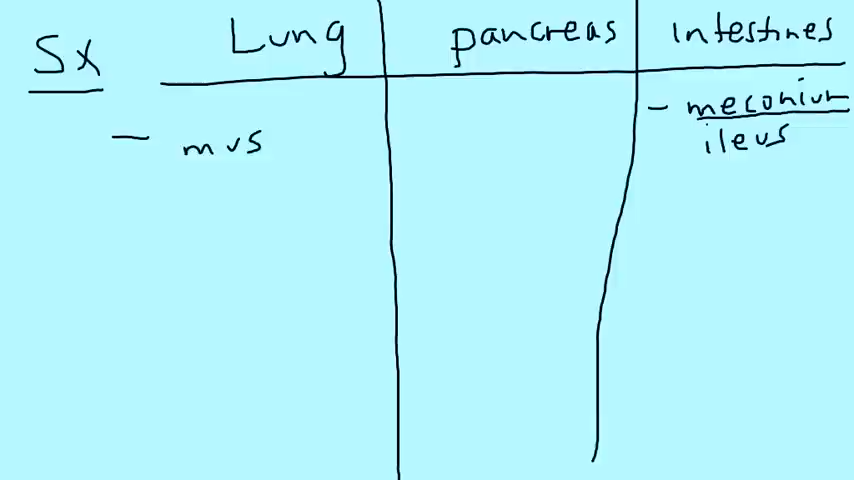 Sx Lung pancreas Intestines
- mus
- meconium
ileus